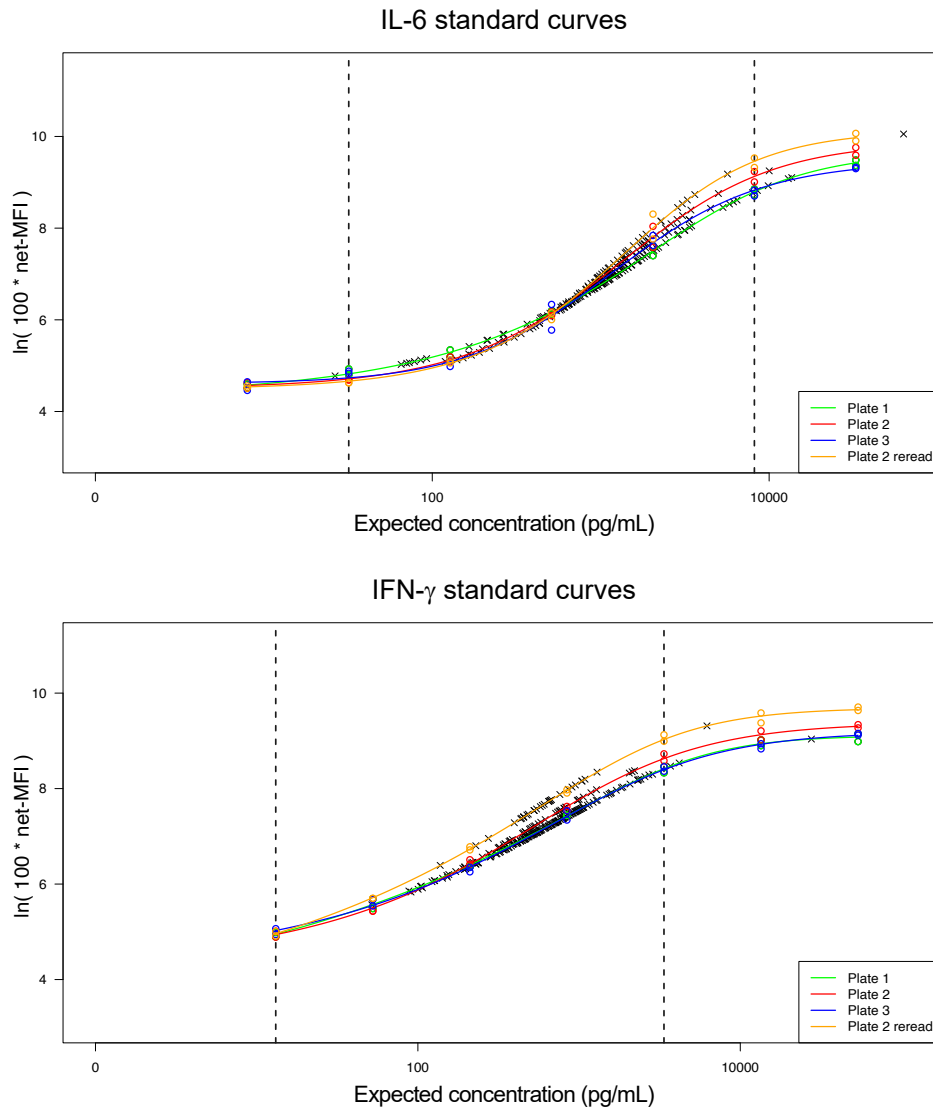 IL-6 standard curves
ln( 100 * net-MFI )
10
8
6
4
0
100
10000
Expected concentration (pg/mL)
Plate 1
Plate 2
Plate 3
Plate 2 reread
IFN-γ standard curves
ln( 100 * net-MFI )
10
8
6
4
0
100
10000
Expected concentration (pg/mL)
Plate 1
Plate 2
Plate 3
Plate 2 reread